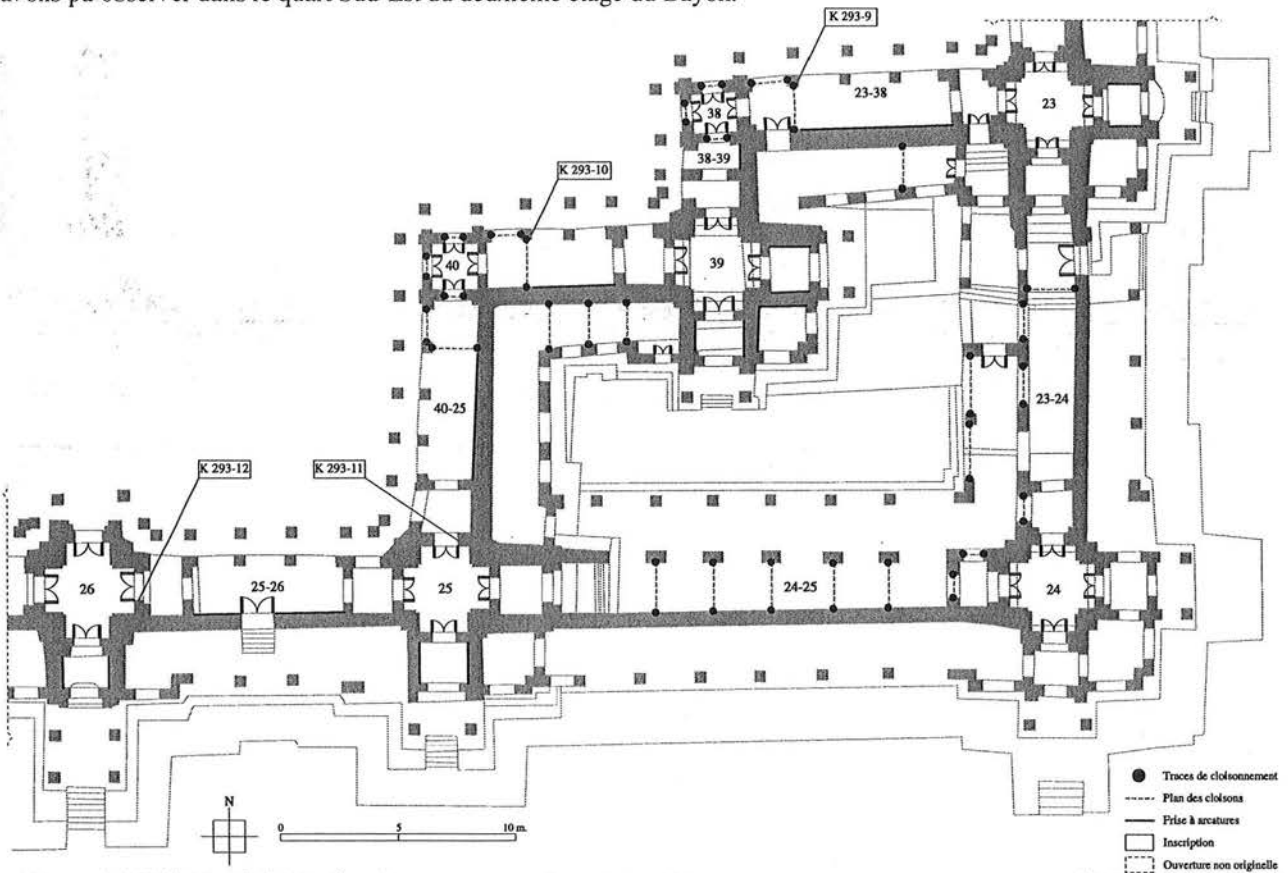 avons pu observer dans le quart Sud-Est du deuxième étage du Bayon.
K 293-9
23-38
23
38
38-39
K 293-10
40
39
40-25
23-24
K 293-12
K 293-11
26
25-26
25
24-25
24
N
0 5 10 m.
Traces de cloisonnement
Plan des cloisons
Frise à arcatures
Inscription
Ouverture non originelle